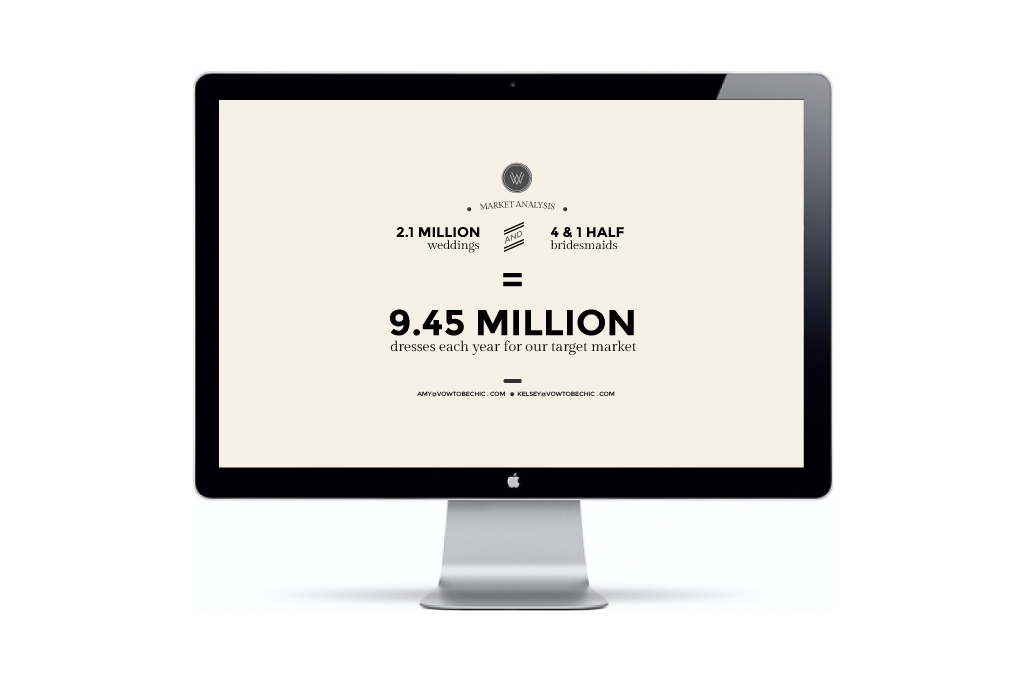 W
MARKET ANALYSIS
2.1 MILLION AND 4 & 1 HALF
weddings bridesmaids
=
9.45 MILLION
dresses each year for our target market
AMY@VOWTOBECHIC.COM • KELSEY@VOWTOBECHIC.COM